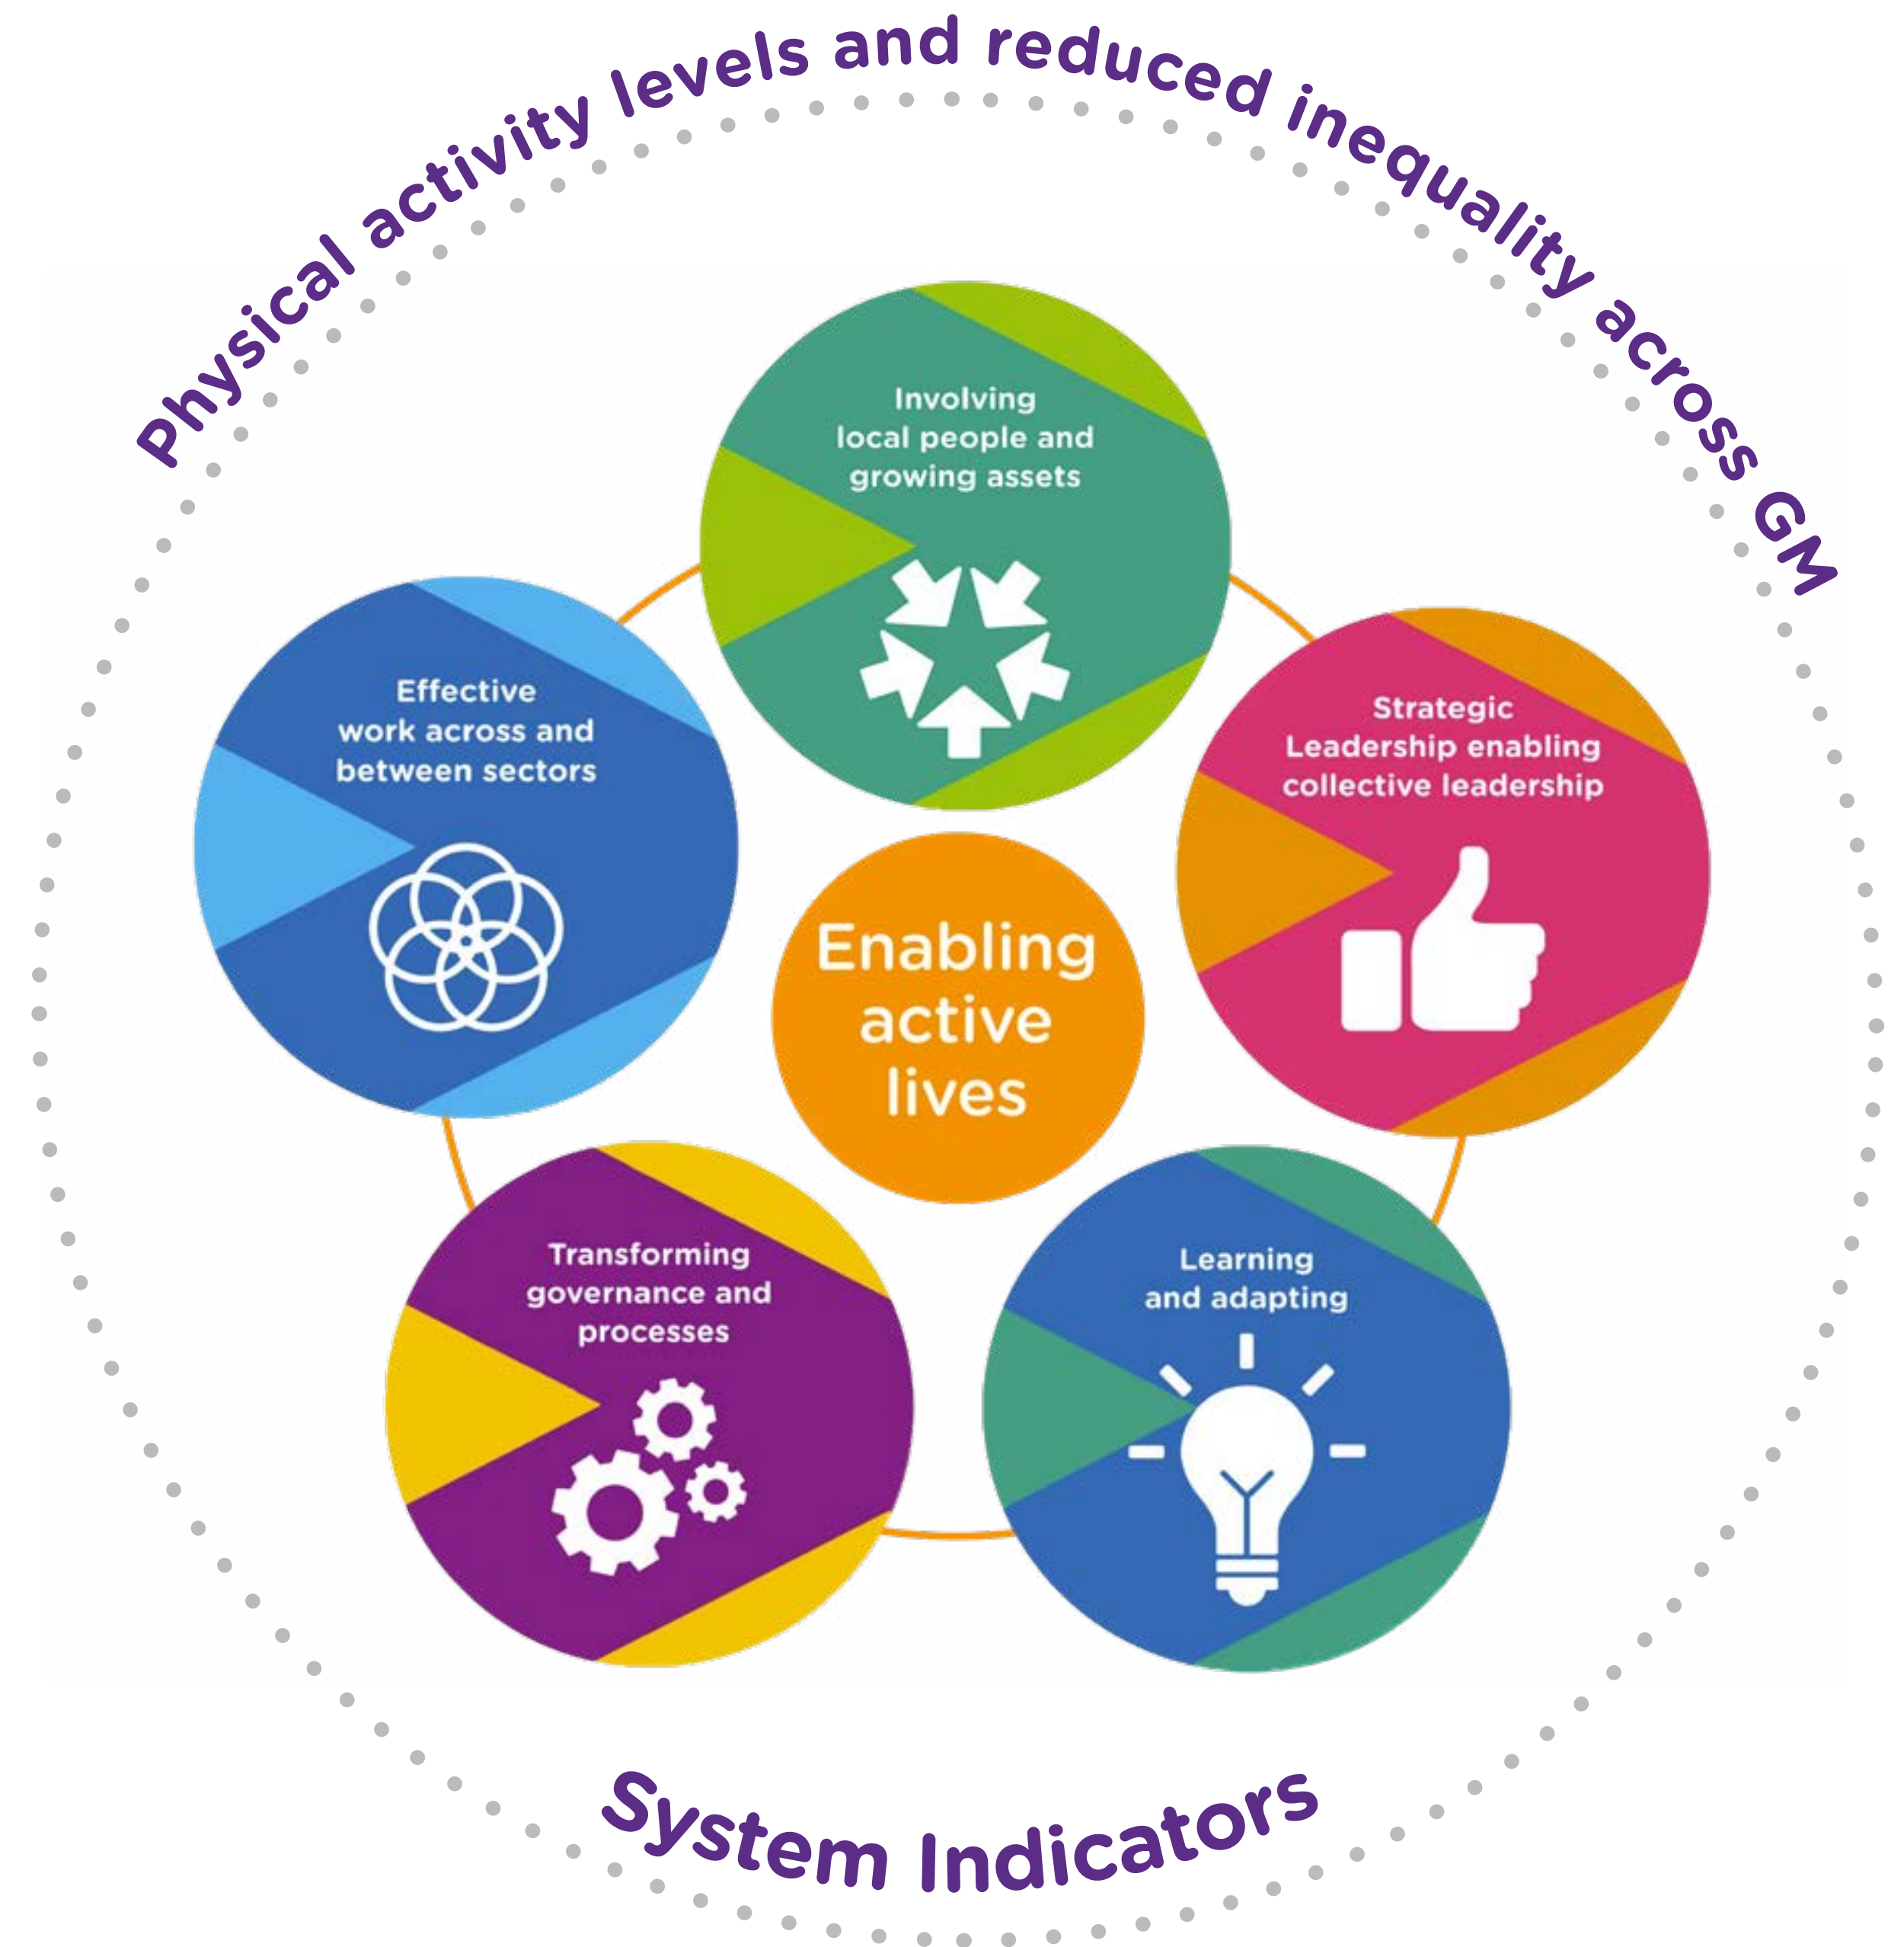 Physical activity levels and reduced inequality across GM
Involving
local people and
growing assets
Effective
work across and
between sectors
Strategic
Leadership enabling
collective leadership
Enabling
active
lives
Transforming
governance and
processes
Learning
and adapting
System Indicators